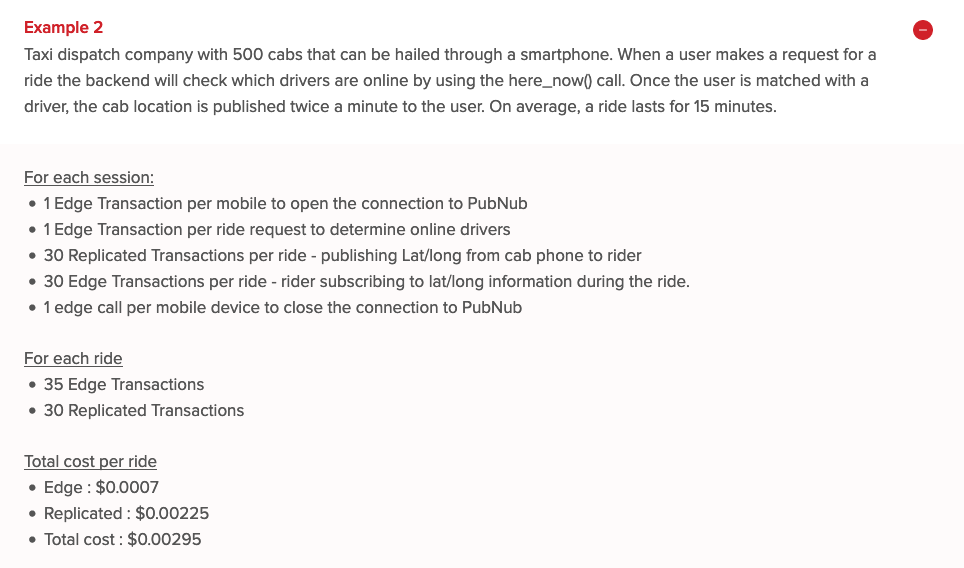 Example 2
Taxi dispatch company with 500 cabs that can be hailed through a smartphone. When a user makes a request for a
ride the backend will check which drivers are online by using the here_now() call. Once the user is matched with a
driver, the cab location is published twice a minute to the user. On average, a ride lasts for 15 minutes.
For each session:
• 1 Edge Transaction per mobile to open the connection to PubNub
• 1 Edge Transaction per ride request to determine online drivers
• 30 Replicated Transactions per ride - publishing Lat/long from cab phone to rider
• 30 Edge Transactions per ride - rider subscribing to lat/long information during the ride.
• 1 edge call per mobile device to close the connection to PubNub
For each ride
• 35 Edge Transactions
• 30 Replicated Transactions
Total cost per ride
• Edge : $0.0007
• Replicated : $0.00225
• Total cost : $0.00295